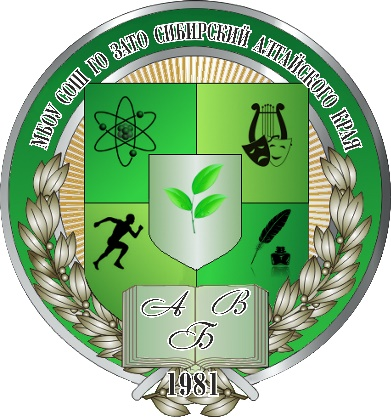 МБОУ СОШ ГО ЗАТО СИБИРСКИЙ АЛТАЙСКОГО КРАЯ
А В
Б
1981